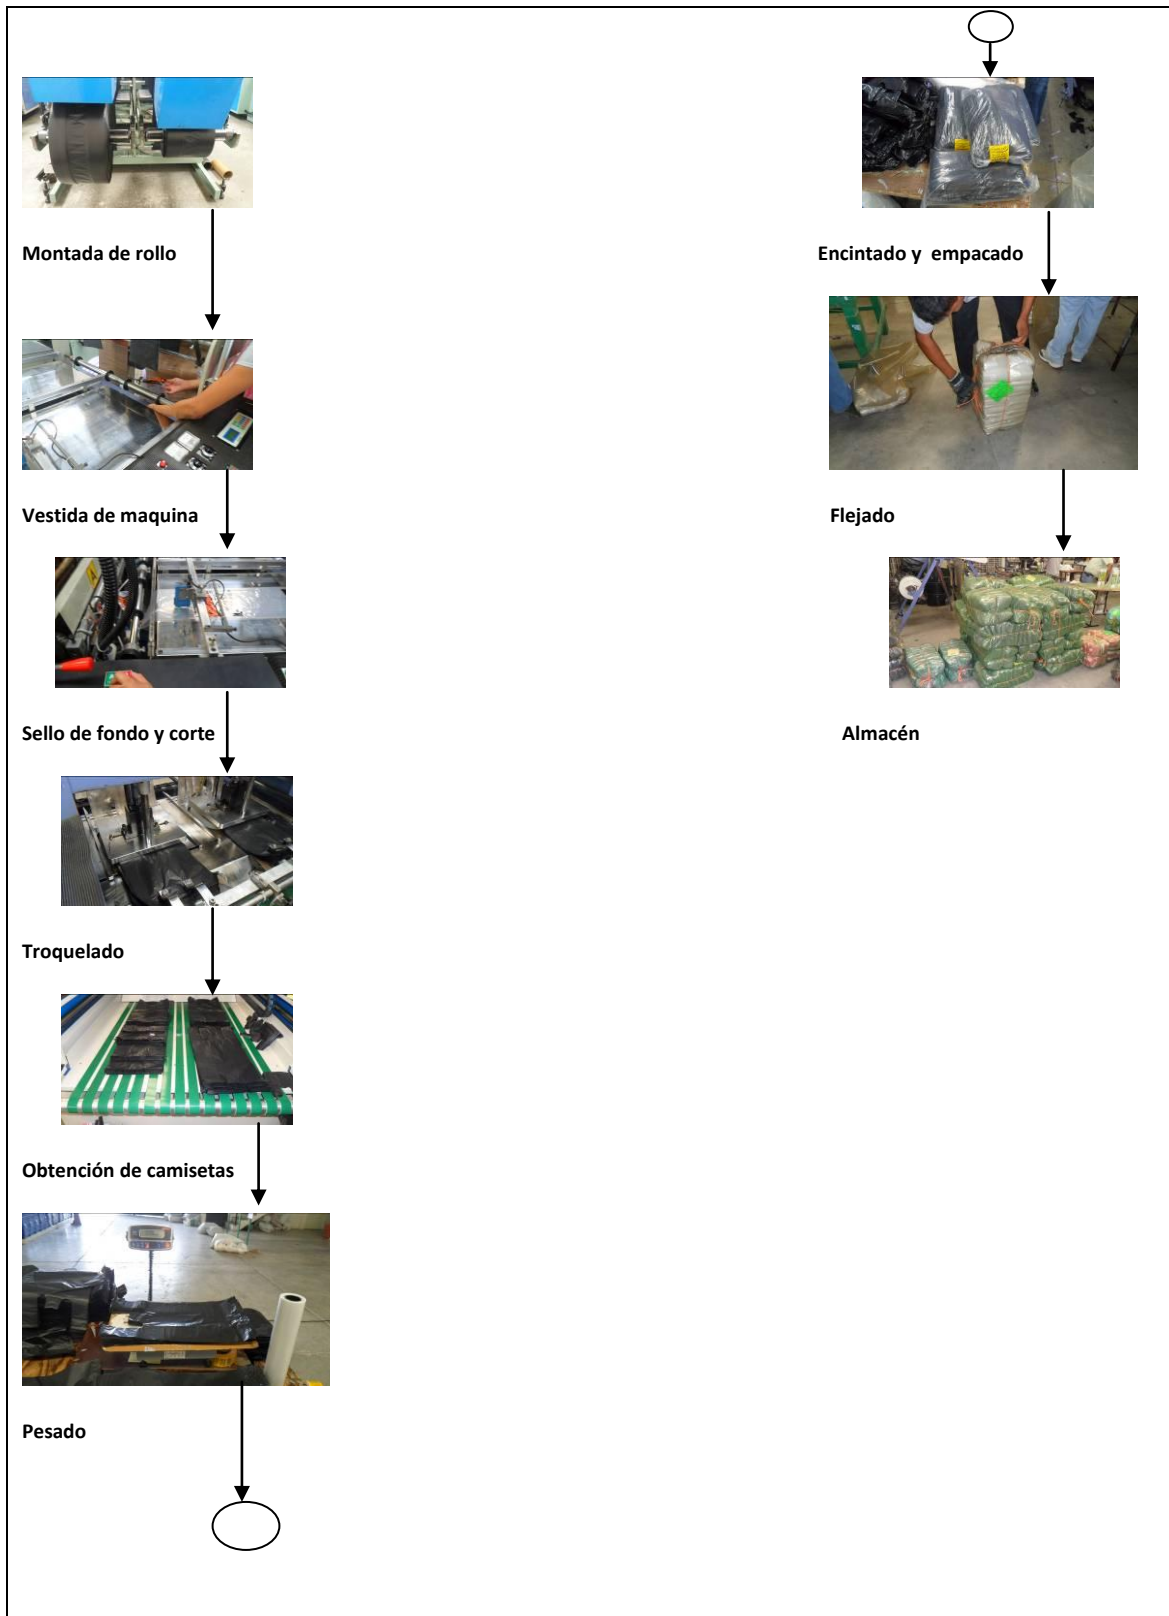 Montada de rollo
Vestida de maquina
Sello de fondo y corte
Troquelado
Obtención de camisetas
Pesado
Encintado y empacado
Flejado
Almacén